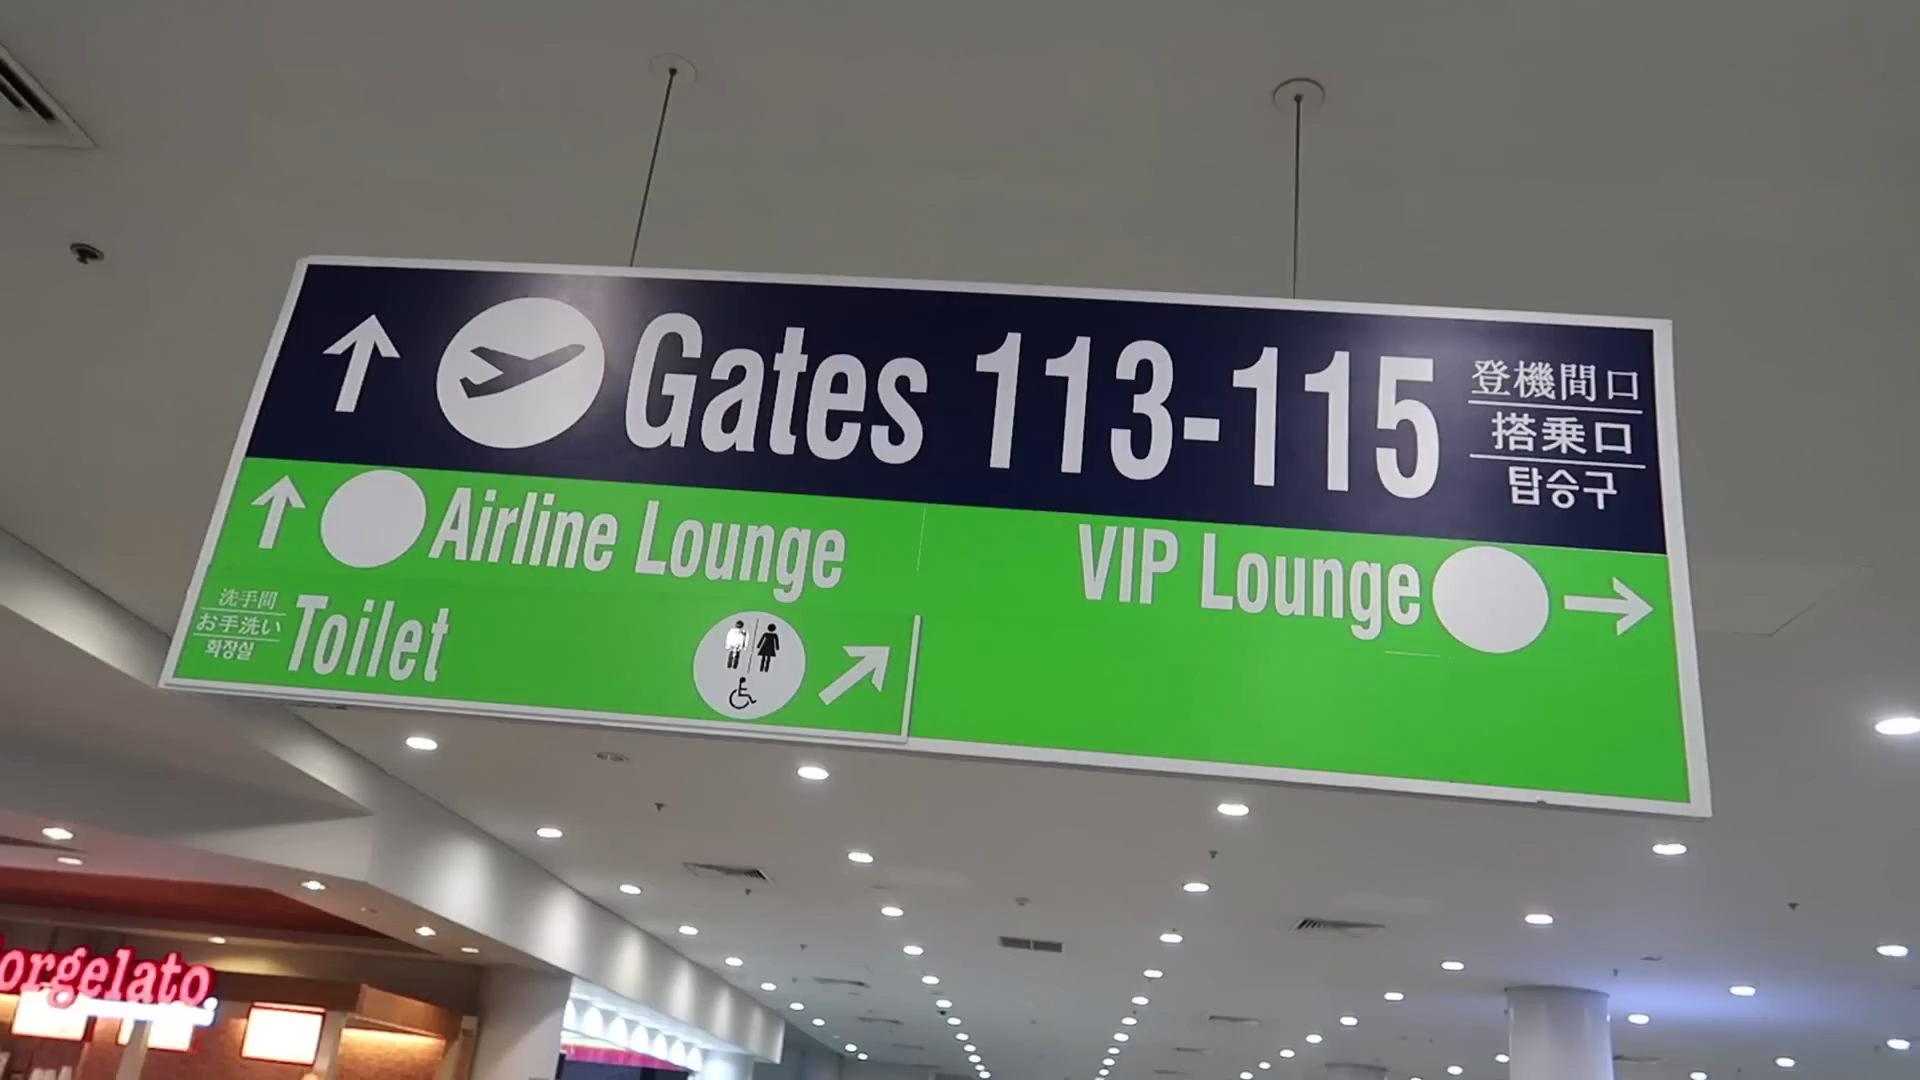 Gates 113-115
登機間口
搭乗口
탑승구
Airline Lounge
VIP Lounge
洗手間
お手洗い
화장실
Toilet
orgelato